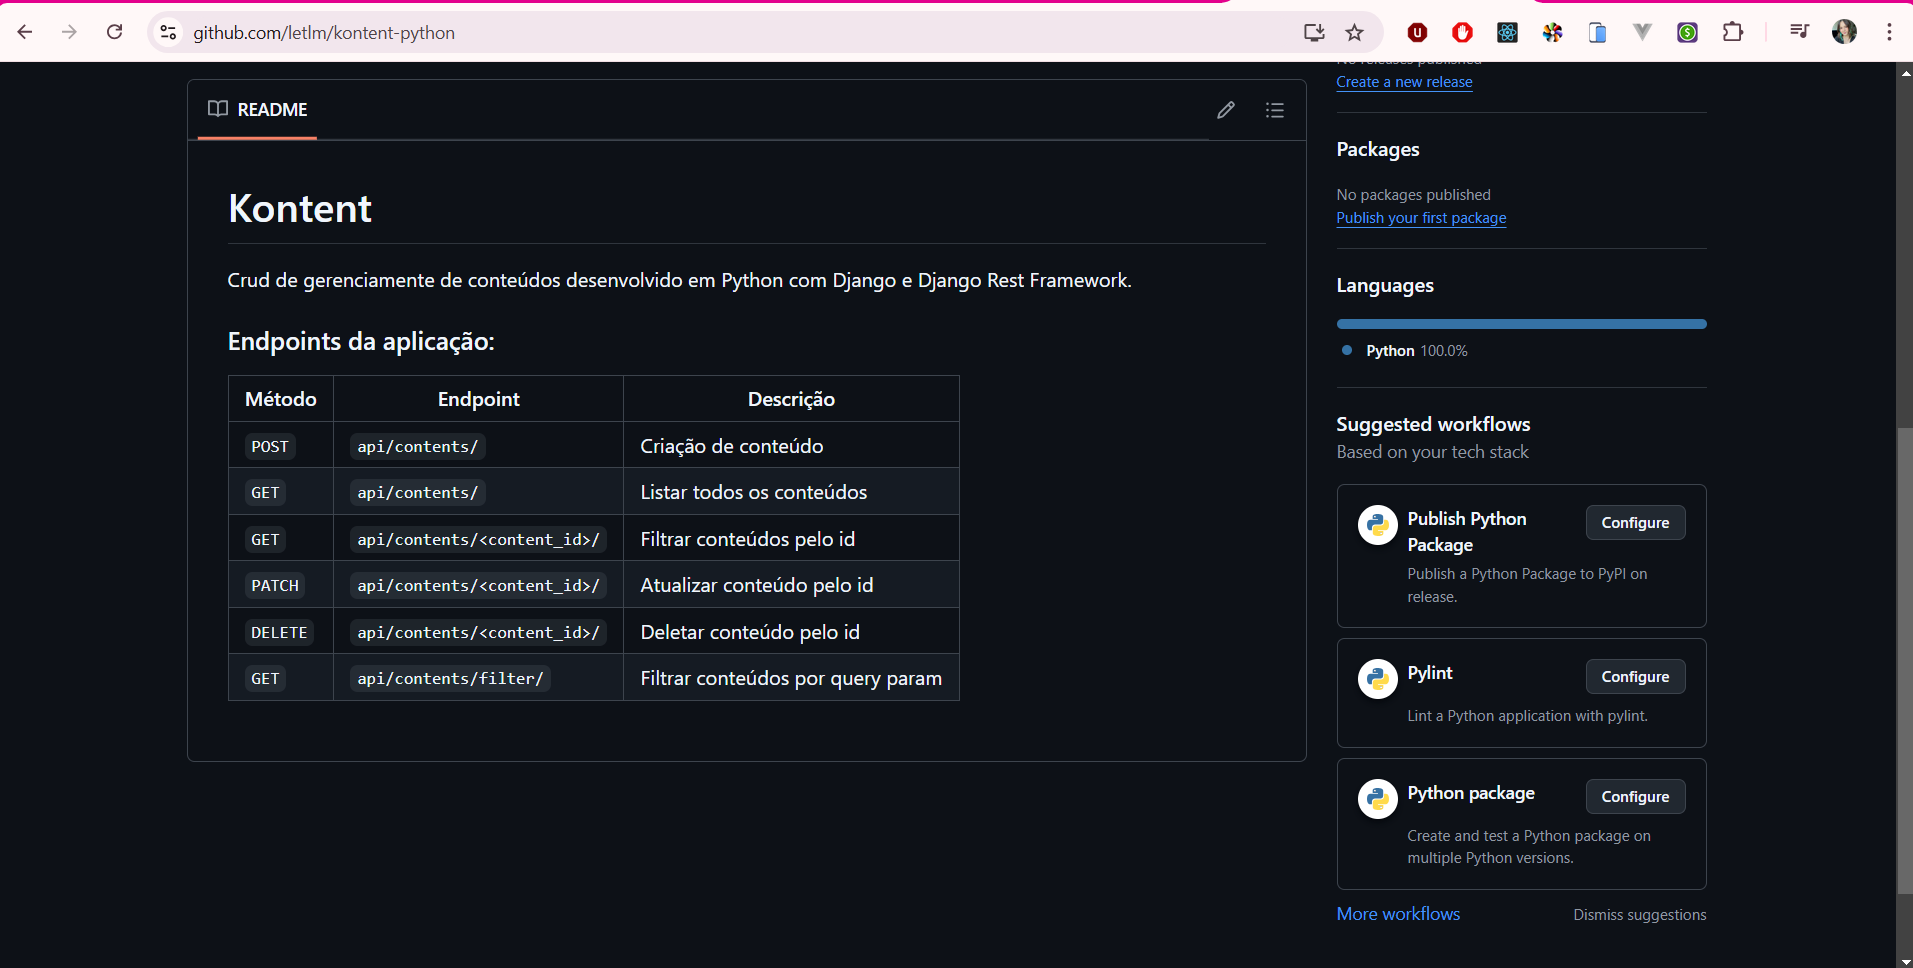 github.com/letlm/kontent-python
No releases published
Create a new release
README
Kontent
Crud de gerenciamente de conteúdos desenvolvido em Python com Django e Django Rest Framework.
Endpoints da aplicação:
Método Endpoint Descrição
POST api/contents/ Criação de conteúdo
GET api/contents/ Listar todos os conteúdos
GET api/contents/<content_id>/ Filtrar conteúdos pelo id
PATCH api/contents/<content_id>/ Atualizar conteúdo pelo id
DELETE api/contents/<content_id>/ Deletar conteúdo pelo id
GET api/contents/filter/ Filtrar conteúdos por query param
Packages
No packages published
Publish your first package
Languages
Python 100.0%
Suggested workflows
Based on your tech stack
Publish Python
Package
Configure
Publish a Python Package to PyPI on
release.
Pylint
Configure
Lint a Python application with pylint.
Python package
Configure
Create and test a Python package on
multiple Python versions.
More workflows
Dismiss suggestions